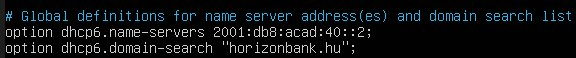 # Global definitions for name server address(es) and domain search list
option dhcp6.name-servers 2001:db8:acad:40::2;
option dhcp6.domain-search "horizonbank.hu";